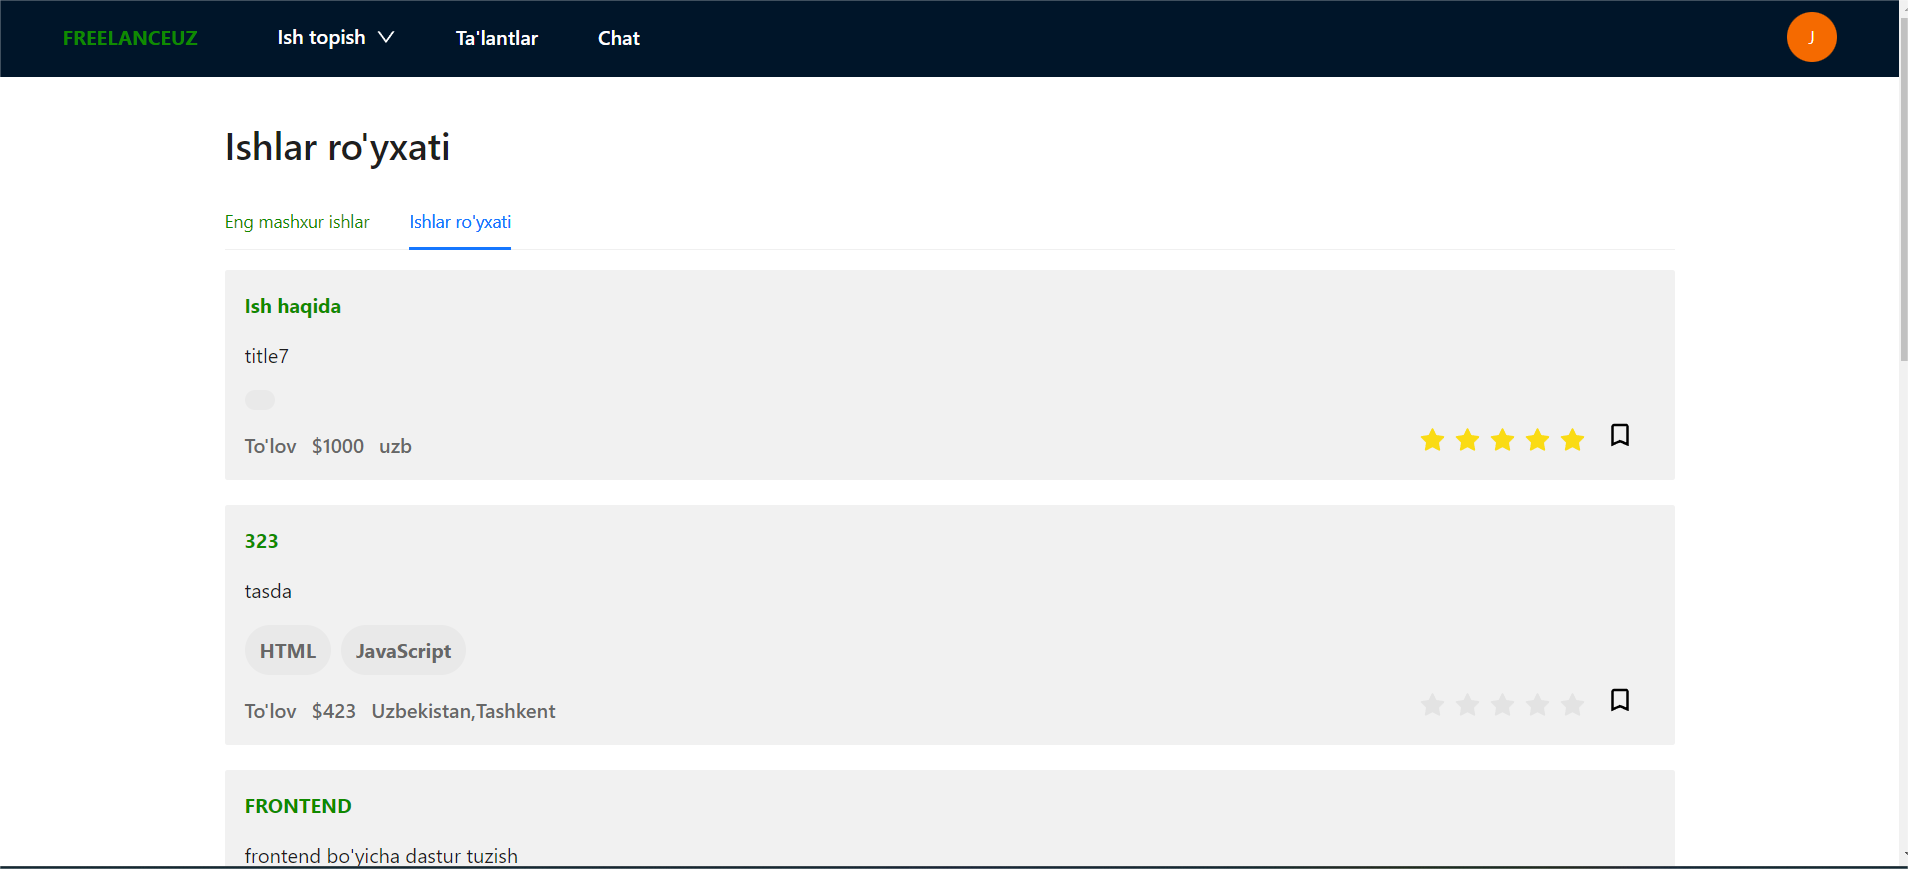 FREELANCEUZ Ish topish Ta'lantlar Chat J
Ishlar ro'yxati
Eng mashxur ishlar Ishlar ro'yxati
Ish haqida
title7
To'lov $1000 uzb
323
tasda
HTML JavaScript
To'lov $423 Uzbekistan,Tashkent
FRONTEND
frontend bo'yicha dastur tuzish